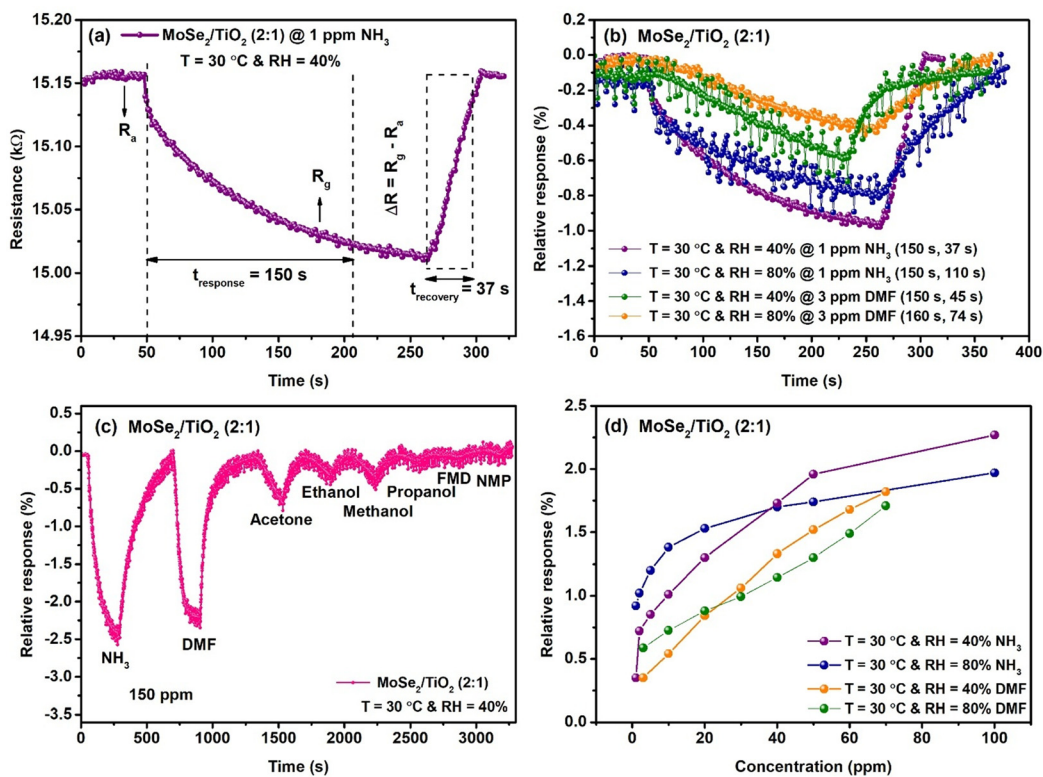 (a)
MoSe₂/TiO₂ (2:1) @ 1 ppm NH₃
T = 30 °C & RH = 40%
15.20
15.15
15.10
15.05
15.00
14.95
Resistance (kΩ)
Rₐ
R_g
ΔR = R_g - Rₐ
t_response = 150 s
t_recovery = 37 s
0 50 100 150 200 250 300
Time (s)
(b)
MoSe₂/TiO₂ (2:1)
0.2
0.0
-0.2
-0.4
-0.6
-0.8
-1.0
-1.2
-1.4
-1.6
Relative response (%)
T = 30 °C & RH = 40% @ 1 ppm NH₃ (150 s, 37 s)
T = 30 °C & RH = 80% @ 1 ppm NH₃ (150 s, 110 s)
T = 30 °C & RH = 40% @ 3 ppm DMF (150 s, 45 s)
T = 30 °C & RH = 80% @ 3 ppm DMF (160 s, 74 s)
0 50 100 150 200 250 300 350 400
Time (s)
(c)
MoSe₂/TiO₂ (2:1)
0.5
0.0
-0.5
-1.0
-1.5
-2.0
-2.5
-3.0
-3.5
Relative response (%)
NH₃
DMF
Acetone
Ethanol
Methanol
Propanol
FMD
NMP
150 ppm
MoSe₂/TiO₂ (2:1)
T = 30 °C & RH = 40%
0 500 1000 1500 2000 2500 3000
Time (s)
(d)
MoSe₂/TiO₂ (2:1)
2.5
2.0
1.5
1.0
0.5
0.0
Relative response (%)
T = 30 °C & RH = 40% NH₃
T = 30 °C & RH = 80% NH₃
T = 30 °C & RH = 40% DMF
T = 30 °C & RH = 80% DMF
0 20 40 60 80 100
Concentration (ppm)